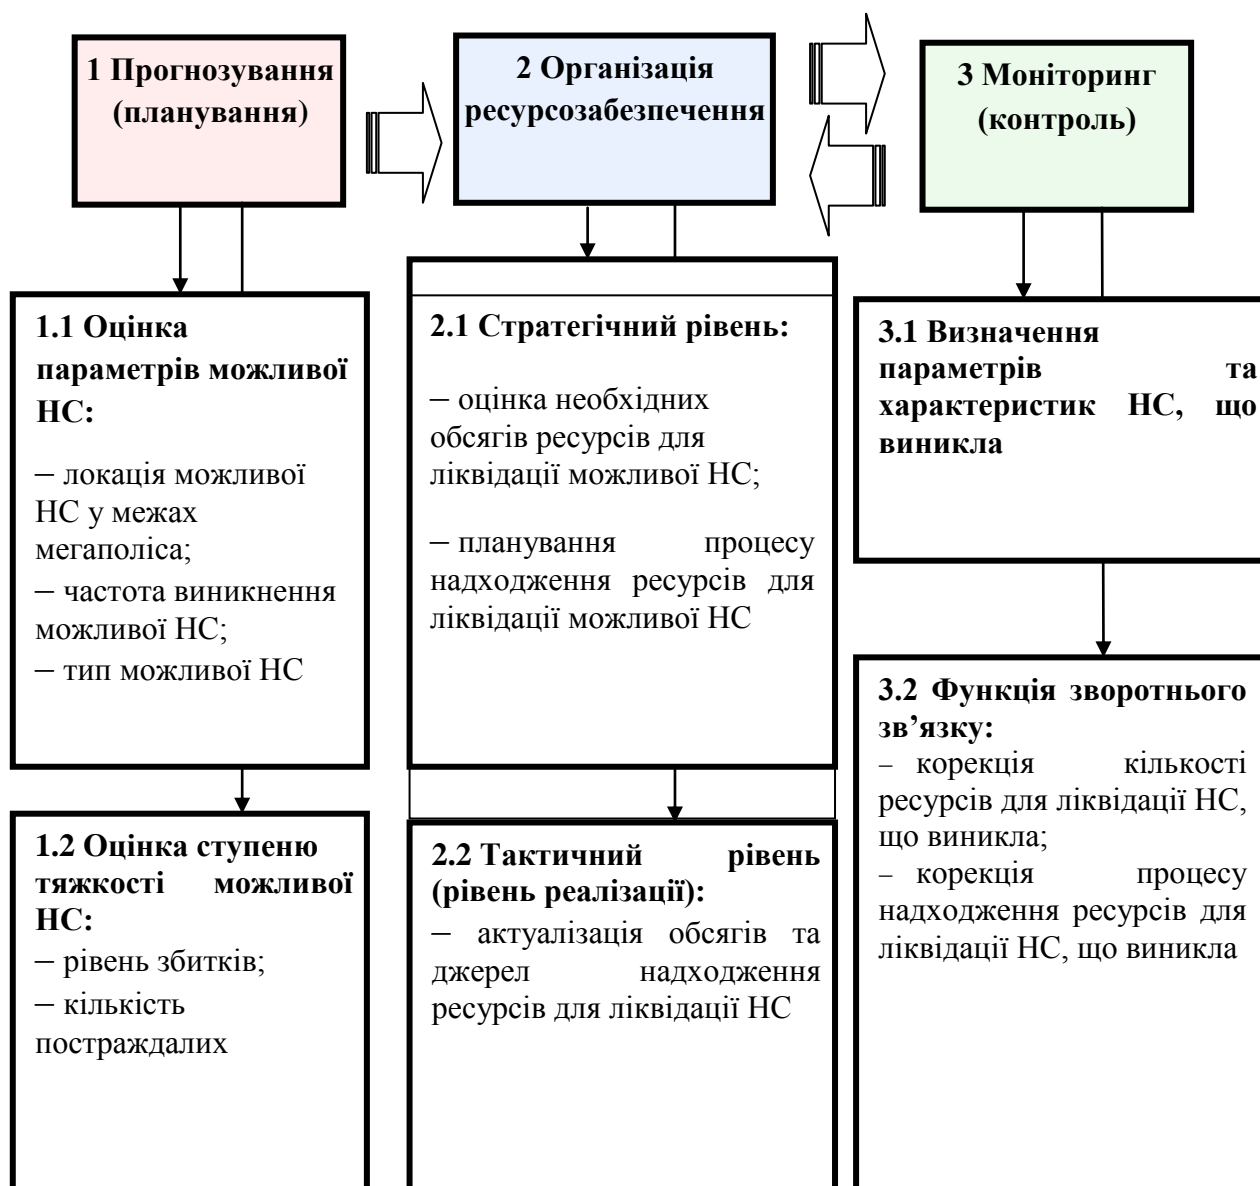 1 Прогнозування
(планування)
2 Організація
ресурсозабезпечення
3 Моніторинг
(контроль)
1.1 Оцінка
параметрів можливої
НС:
– локація можливої
НС у межах
мегаполіса;
– частота виникнення
можливої НС;
– тип можливої НС
1.2 Оцінка ступеню
тяжкості можливої
НС:
– рівень збитків;
– кількість
постраждалих
2.1 Стратегічний рівень:
– оцінка необхідних
обсягів ресурсів для
ліквідації можливої НС;
– планування процесу
надходження ресурсів для
ліквідації можливої НС
2.2 Тактичний рівень
(рівень реалізації):
– актуалізація обсягів та
джерел надходження
ресурсів для ліквідації НС
3.1 Визначення
параметрів та
характеристик НС, що
виникла
3.2 Функція зворотнього
зв’язку:
– корекція кількості
ресурсів для ліквідації НС,
що виникла;
– корекція процесу
надходження ресурсів для
ліквідації НС, що виникла